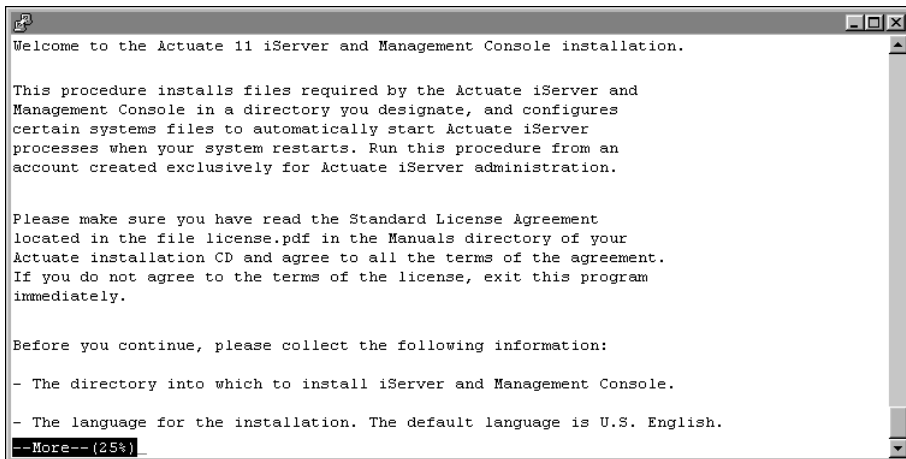 Welcome to the Actuate 11 iServer and Management Console installation.
This procedure installs files required by the Actuate iServer and
Management Console in a directory you designate, and configures
certain systems files to automatically start Actuate iServer
processes when your system restarts. Run this procedure from an
account created exclusively for Actuate iServer administration.
Please make sure you have read the Standard License Agreement
located in the file license.pdf in the Manuals directory of your
Actuate installation CD and agree to all the terms of the agreement.
If you do not agree to the terms of the license, exit this program
immediately.
Before you continue, please collect the following information:
- The directory into which to install iServer and Management Console.
- The language for the installation. The default language is U.S. English.
--More--(25%)_